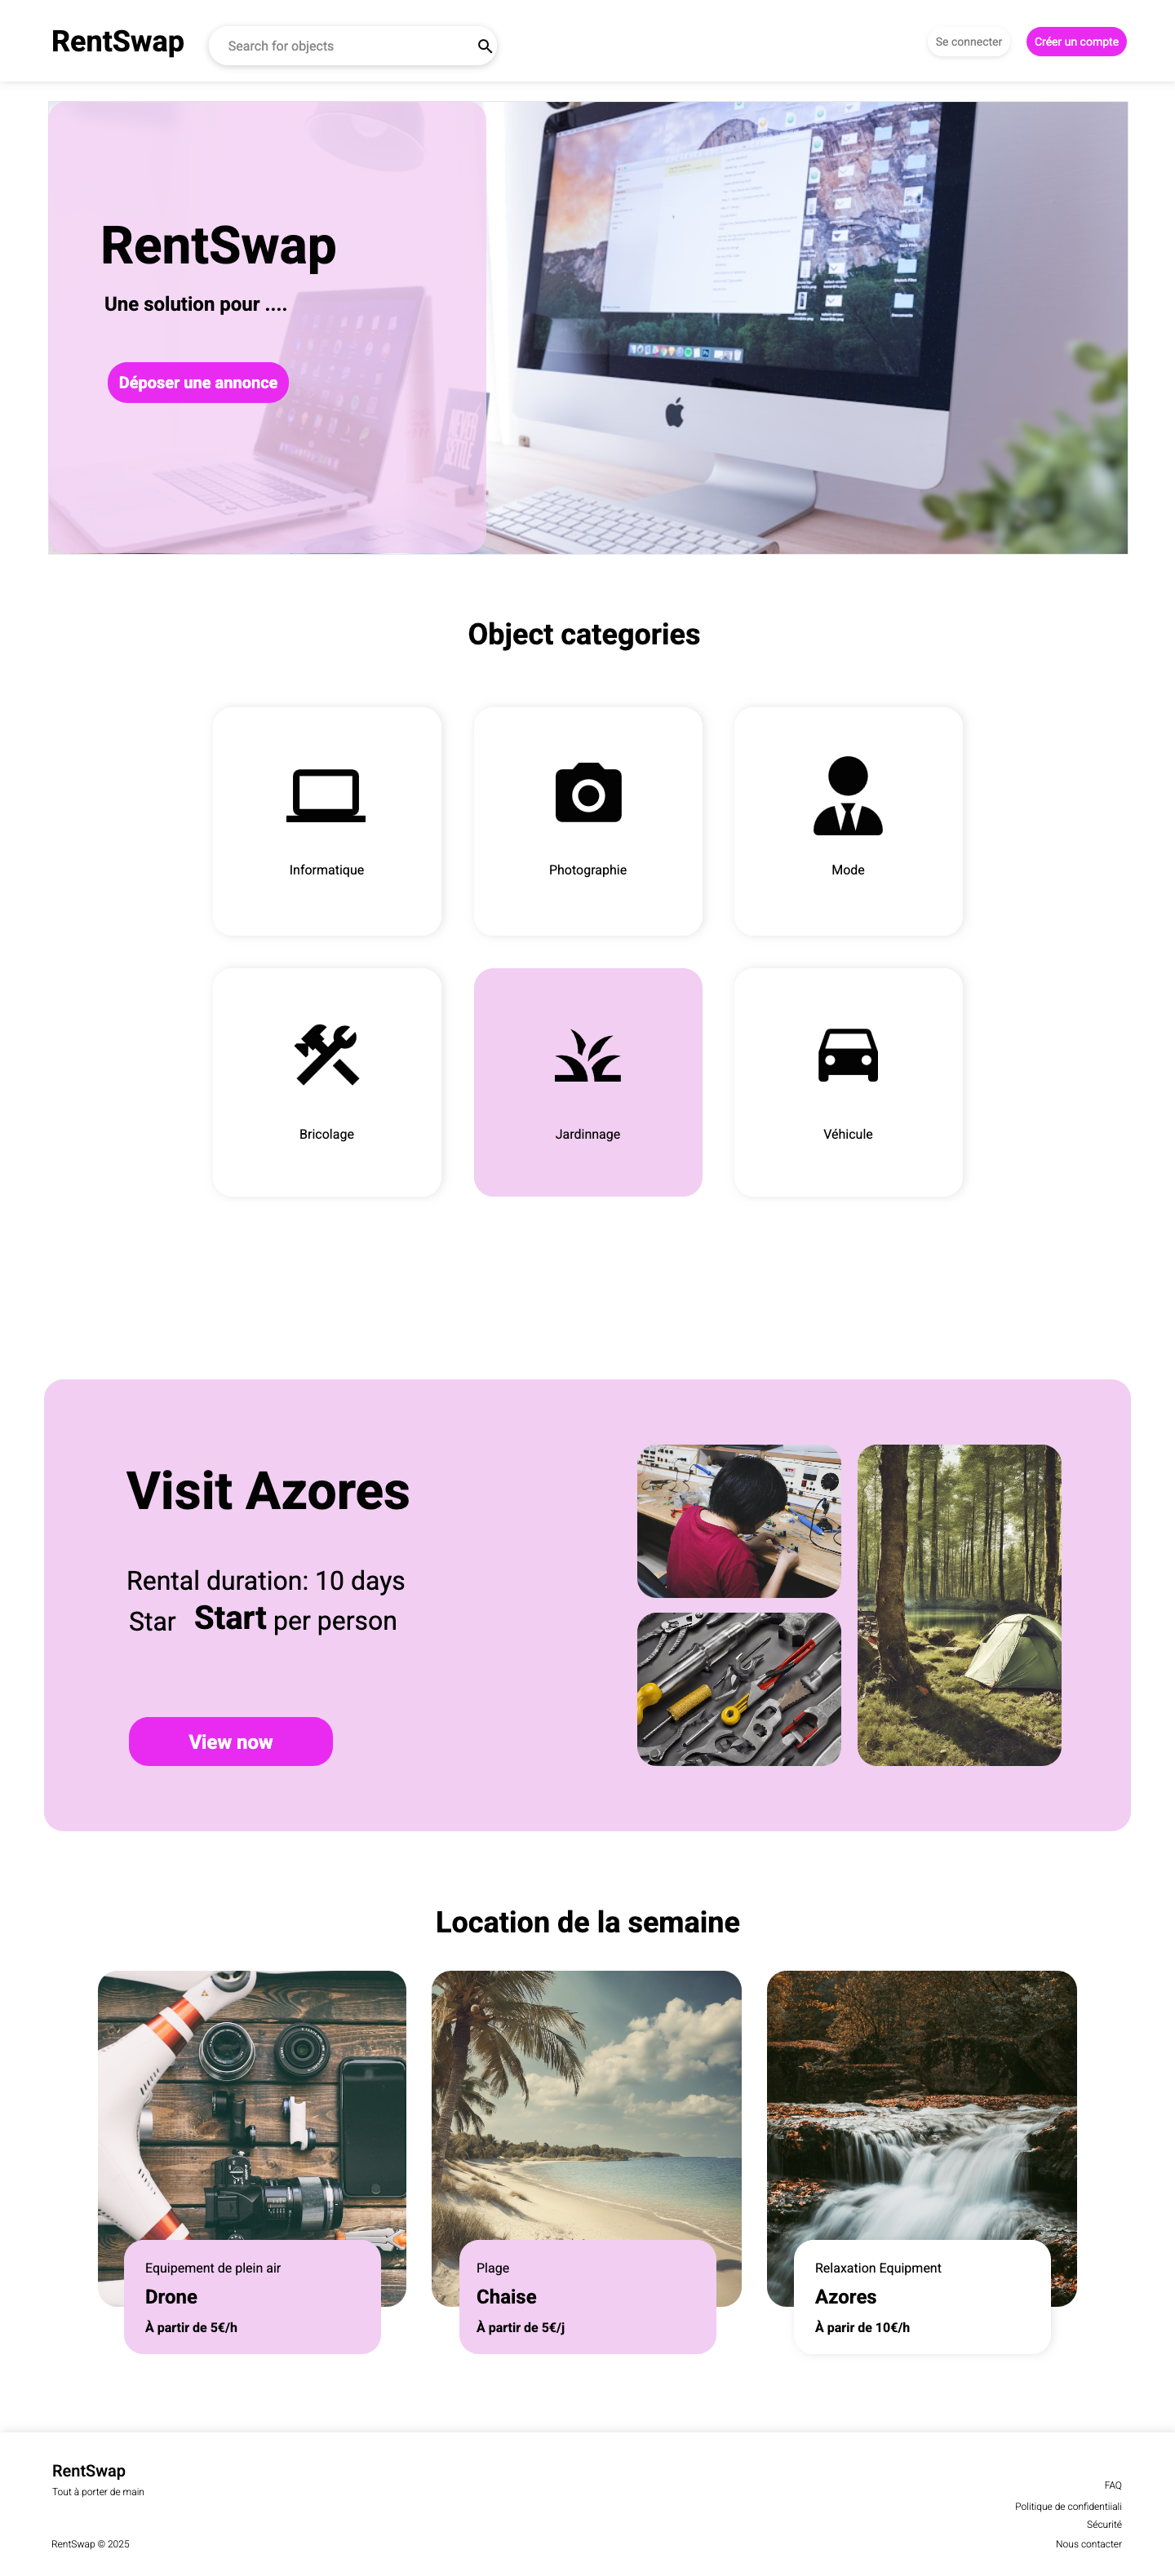 RentSwap
Search for objects
Se connecter
Créer un compte
RentSwap
Une solution pour ....
Déposer une annonce
NEVER
SETTLE
Object categories
Informatique
Photographie
Mode
Bricolage
Jardinnage
Véhicule
Visit Azores
Rental duration: 10 days
Star Start per person
View now
Location de la semaine
Equipement de plein air
Drone
À partir de 5€/h
Plage
Chaise
À partir de 5€/j
Relaxation Equipment
Azores
À parir de 10€/h
RentSwap
Tout à porter de main
RentSwap © 2025
FAQ
Politique de confidentiiali
Sécurité
Nous contacter